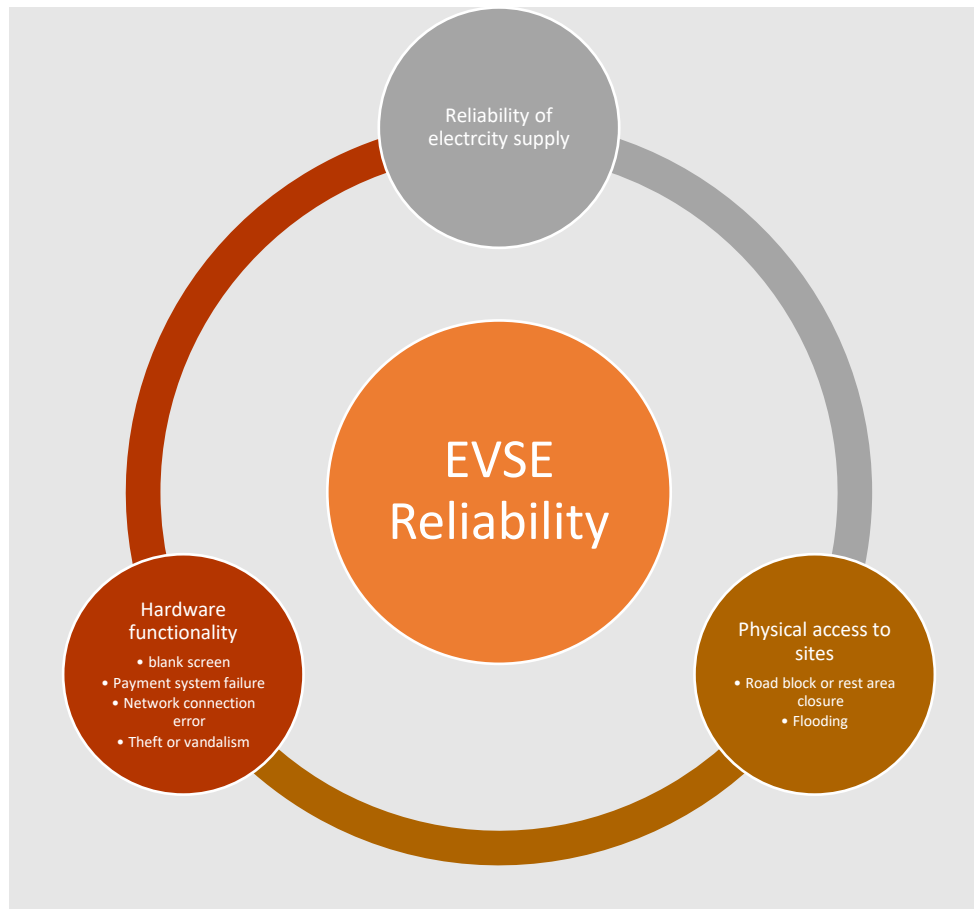 Reliability of
electrcity supply
EVSE
Reliability
Hardware
functionality
• blank screen
• Payment system failure
• Network connection
error
• Theft or vandalism
Physical access to
sites
• Road block or rest area
closure
• Flooding